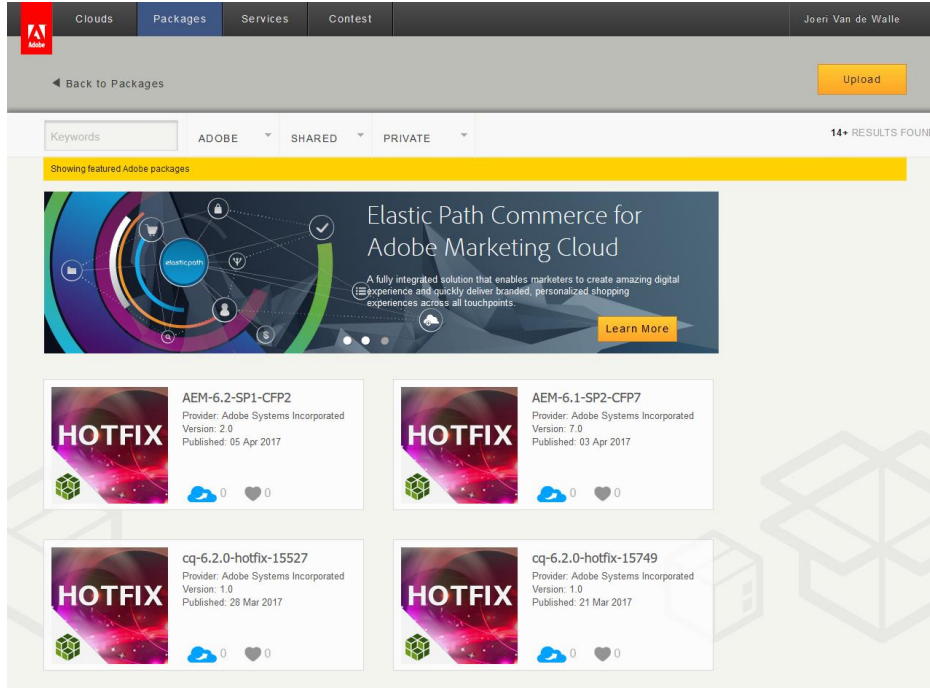 Clouds
Packages
Services
Contest
Joeri Van de Walle
Adobe
Back to Packages
Upload
Keywords
ADOBE
SHARED
PRIVATE
14+ RESULTS FOUN
Showing featured Adobe packages
elasticpath
Elastic Path Commerce for
Adobe Marketing Cloud
A fully integrated solution that enables marketers to create amazing digital
experience and quickly deliver branded, personalized shopping
experiences across all touchpoints.
Learn More
HOTFIX
AEM-6.2-SP1-CFP2
Provider: Adobe Systems Incorporated
Version: 2.0
Published: 05 Apr 2017
0 0
HOTFIX
AEM-6.1-SP2-CFP7
Provider: Adobe Systems Incorporated
Version: 7.0
Published: 03 Apr 2017
0 0
HOTFIX
cq-6.2.0-hotfix-15527
Provider: Adobe Systems Incorporated
Version: 1.0
Published: 28 Mar 2017
0 0
HOTFIX
cq-6.2.0-hotfix-15749
Provider: Adobe Systems Incorporated
Version: 1.0
Published: 21 Mar 2017
0 0